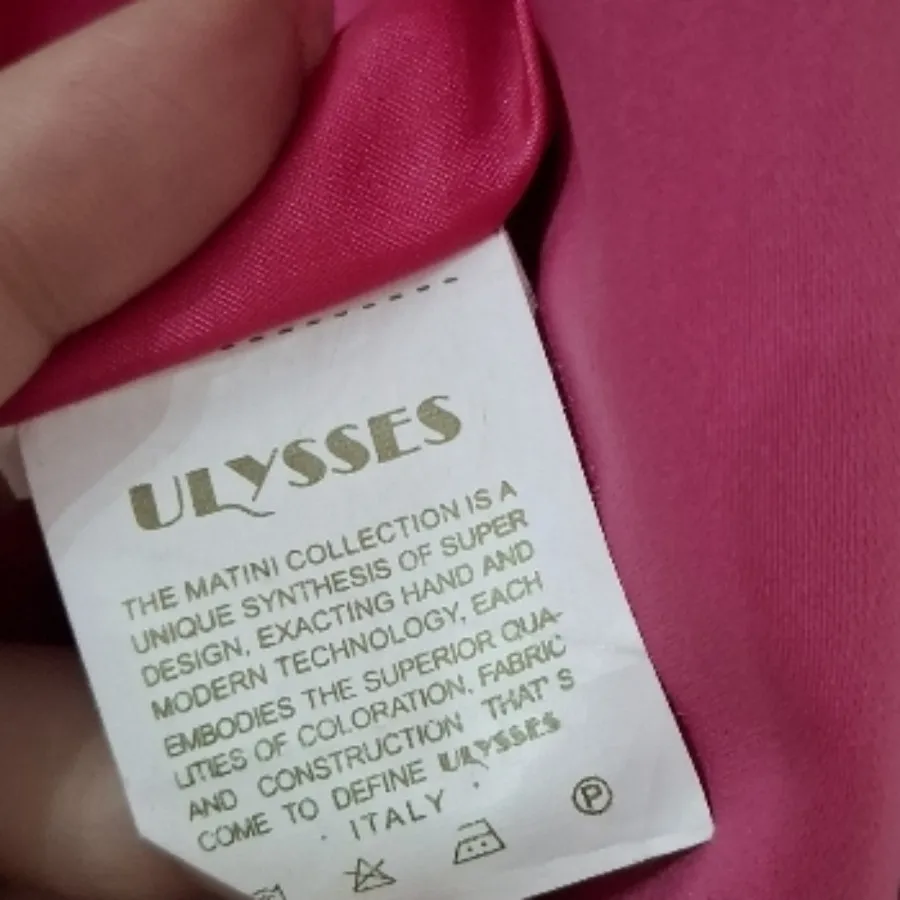 ULYSSES
THE MATINI COLLECTION IS A
UNIQUE SYNTHESIS OF SUPER
DESIGN, EXACTING HAND AND
MODERN TECHNOLOGY, EACH
EMBODIES THE SUPERIOR QUA-
LITIES OF COLORATION, FABRIC
AND CONSTRUCTION THAT'S
COME TO DEFINE ULYSSES
· ITALY ·
P